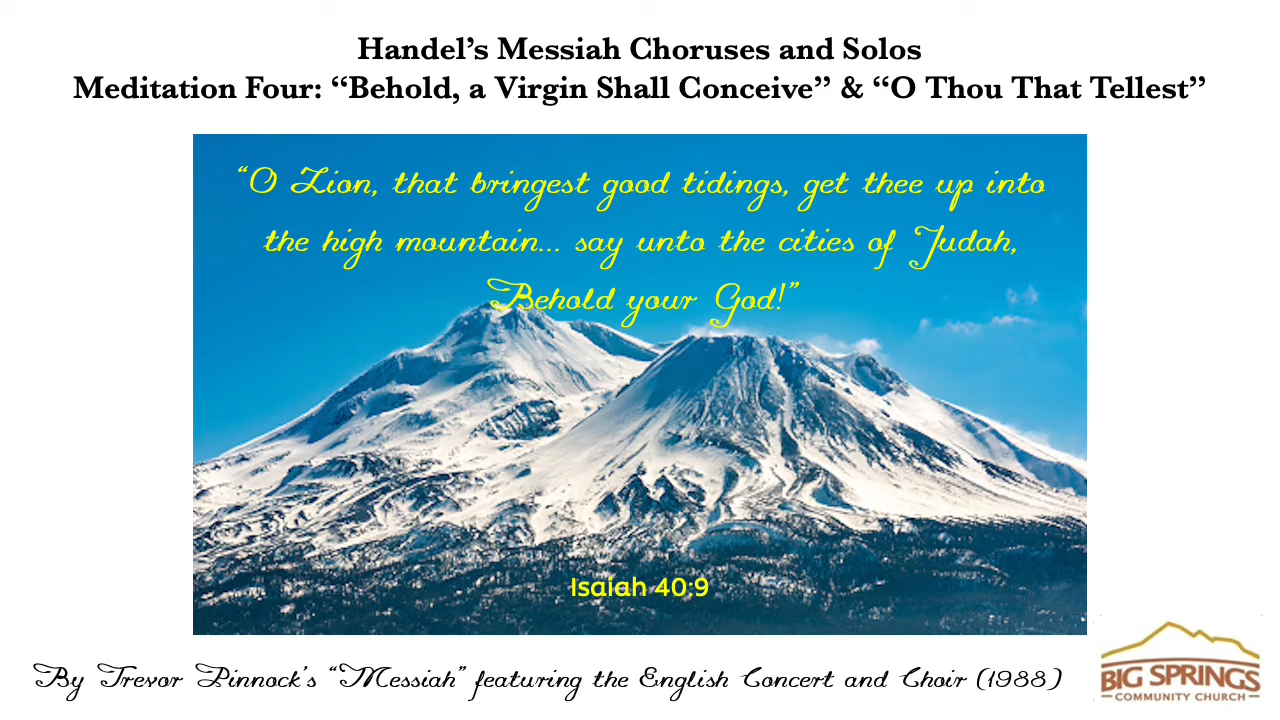 Handel’s Messiah Choruses and Solos
Meditation Four: “Behold, a Virgin Shall Conceive” & “O Thou That Tellest”
“O Zion, that bringest good tidings, get thee up into
the high mountain... say unto the cities of Judah,
Behold your God!”
Isaiah 40:9
By Trevor Pinnock’s “Messiah” featuring the English Concert and Choir (1988)
BIG SPRINGS
COMMUNITY CHURCH